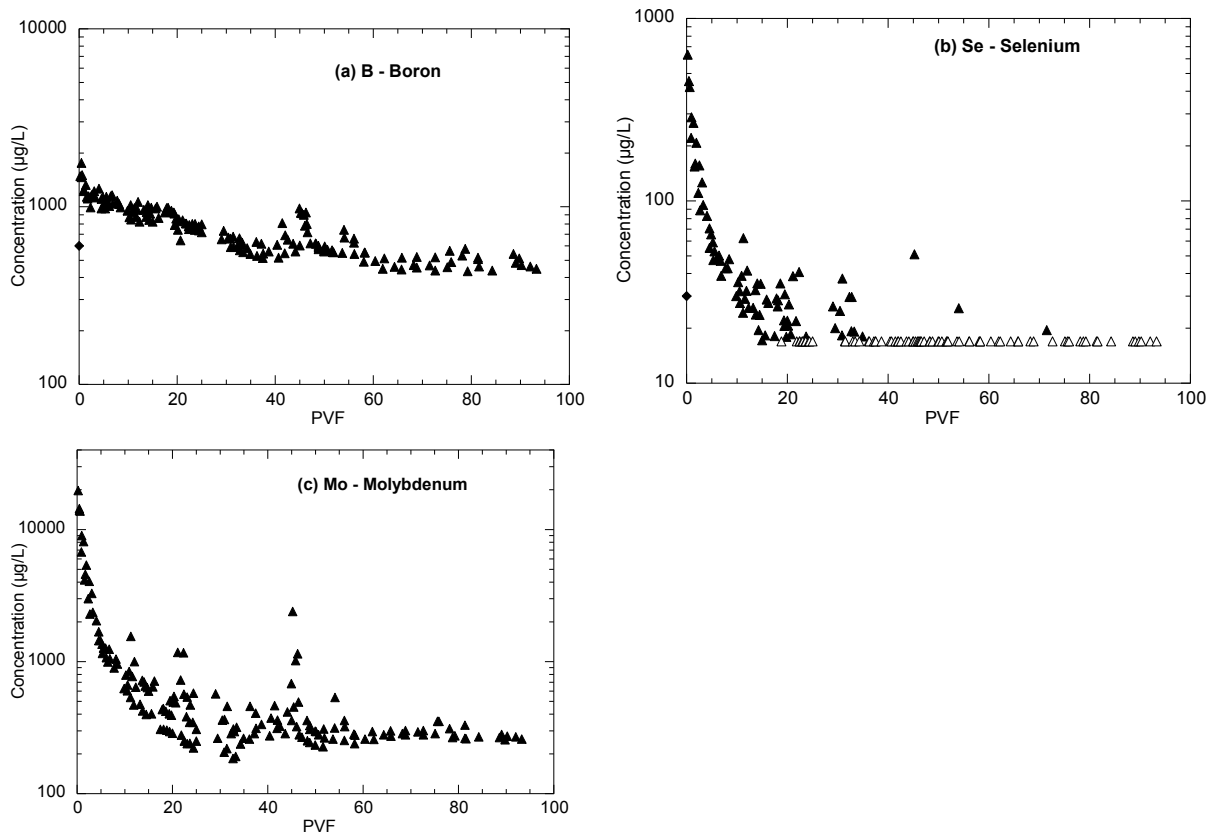 10000
1000
100
Concentration (µg/L)
(a) B - Boron
0 20 40 60 80 100
PVF
1000
100
10
Concentration (µg/L)
(b) Se - Selenium
0 20 40 60 80 100
PVF
10000
1000
100
Concentration (µg/L)
(c) Mo - Molybdenum
0 20 40 60 80 100
PVF